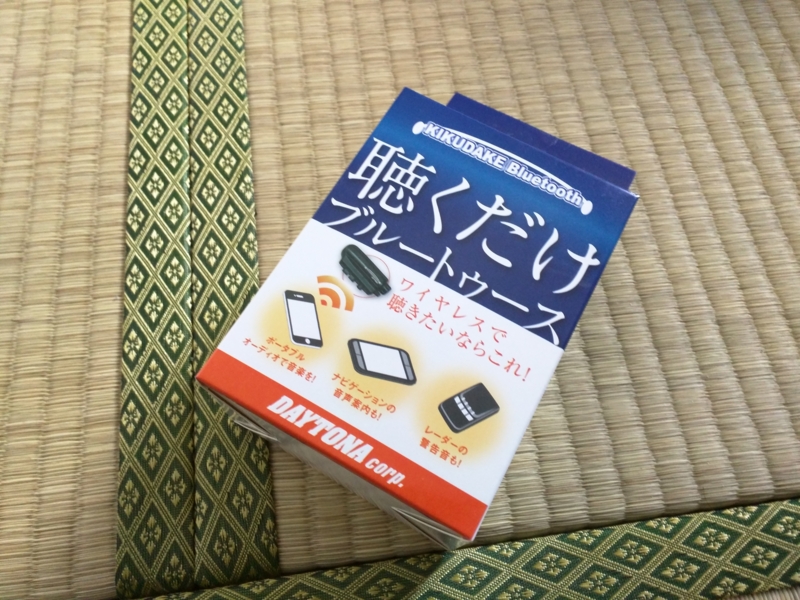 KIKUDAKE Bluetooth
聴くだけ
ブルートゥース
ワイヤレスで
聴きたいならこれ!
ポータブル
オーディオで音楽を!
ナビゲーションの
音声案内も!
レーダーの
警告音も!
DAYTONA corp.